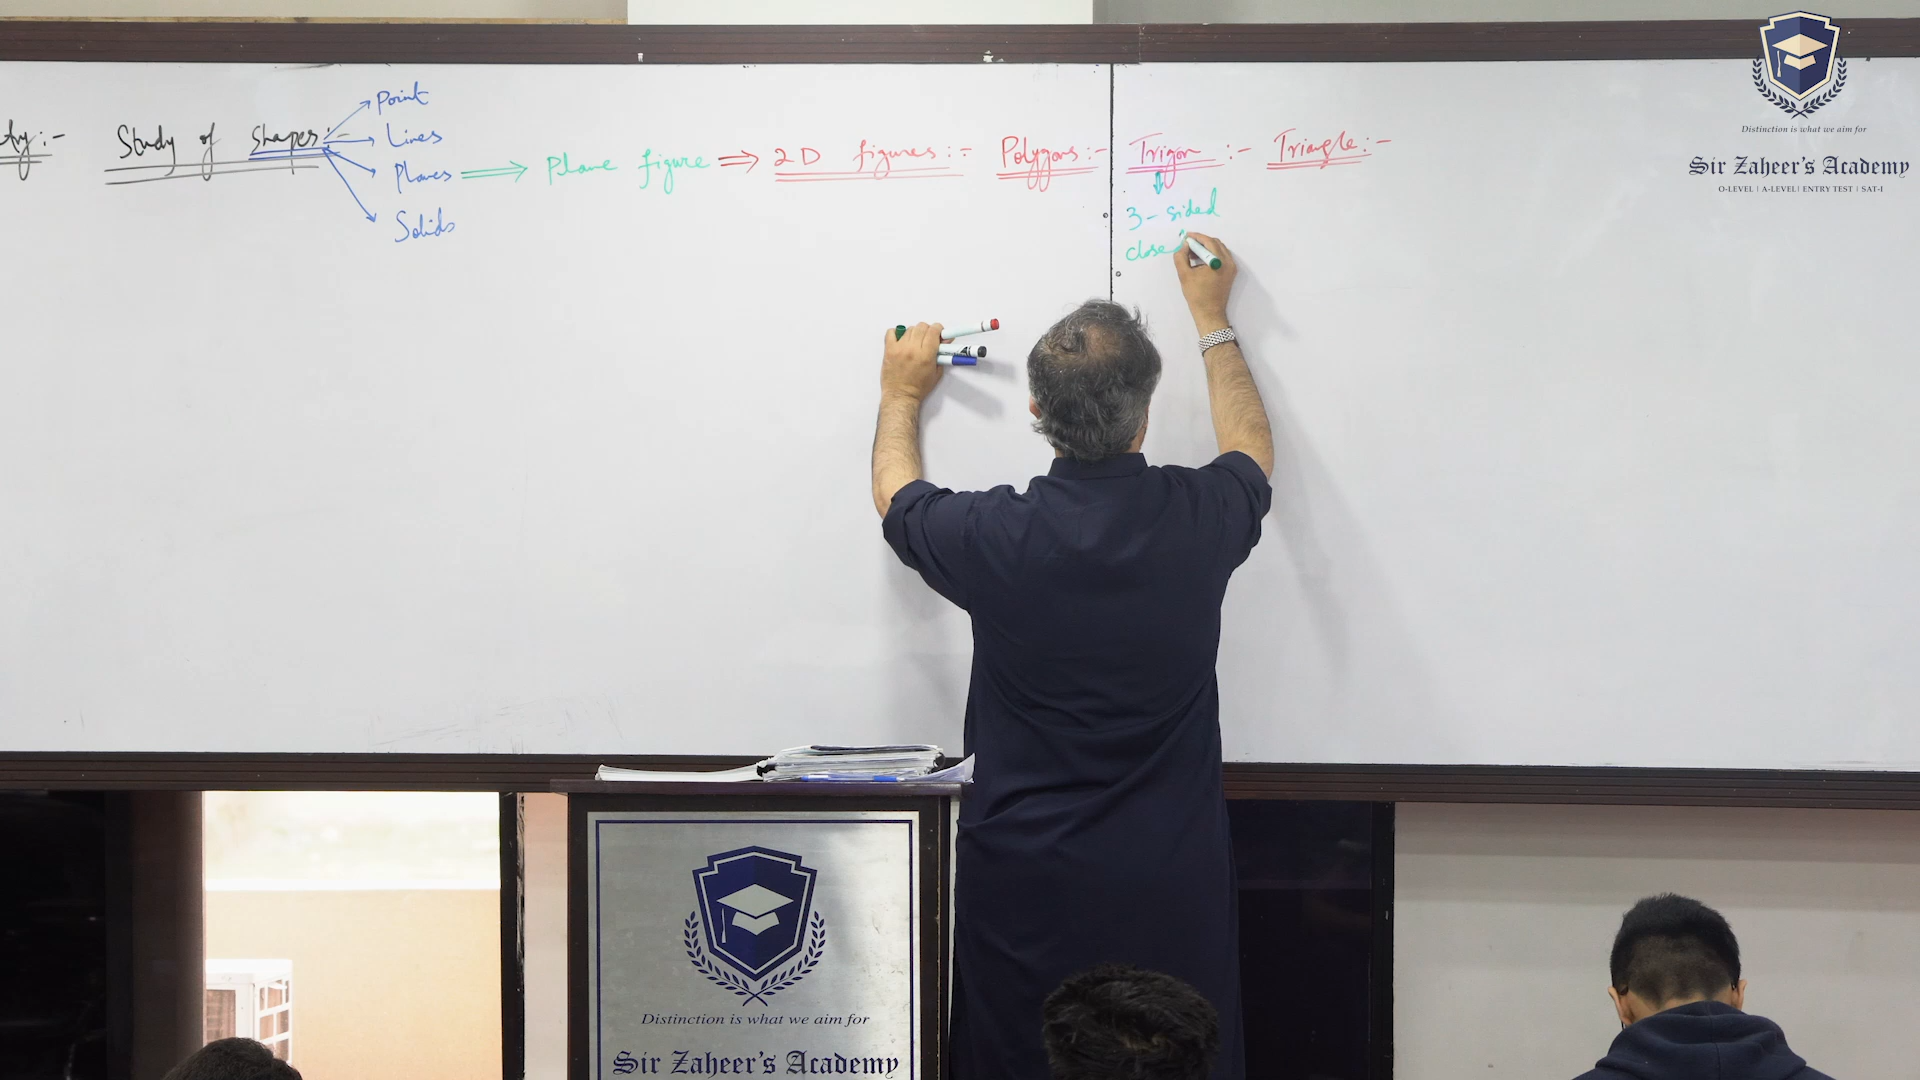 Point
Study of Shapes:- Lines
Planes ⇒ Plane figure ⇒ 2D figures:- Polygons:- Trigon:- Triangle:-
Solids
3-sided
closed
Distinction is what we aim for
Sir Zaheer's Academy
O-LEVEL | A-LEVEL | ENTRY TEST | SAT-I
Distinction is what we aim for
Sir Zaheer's Academy